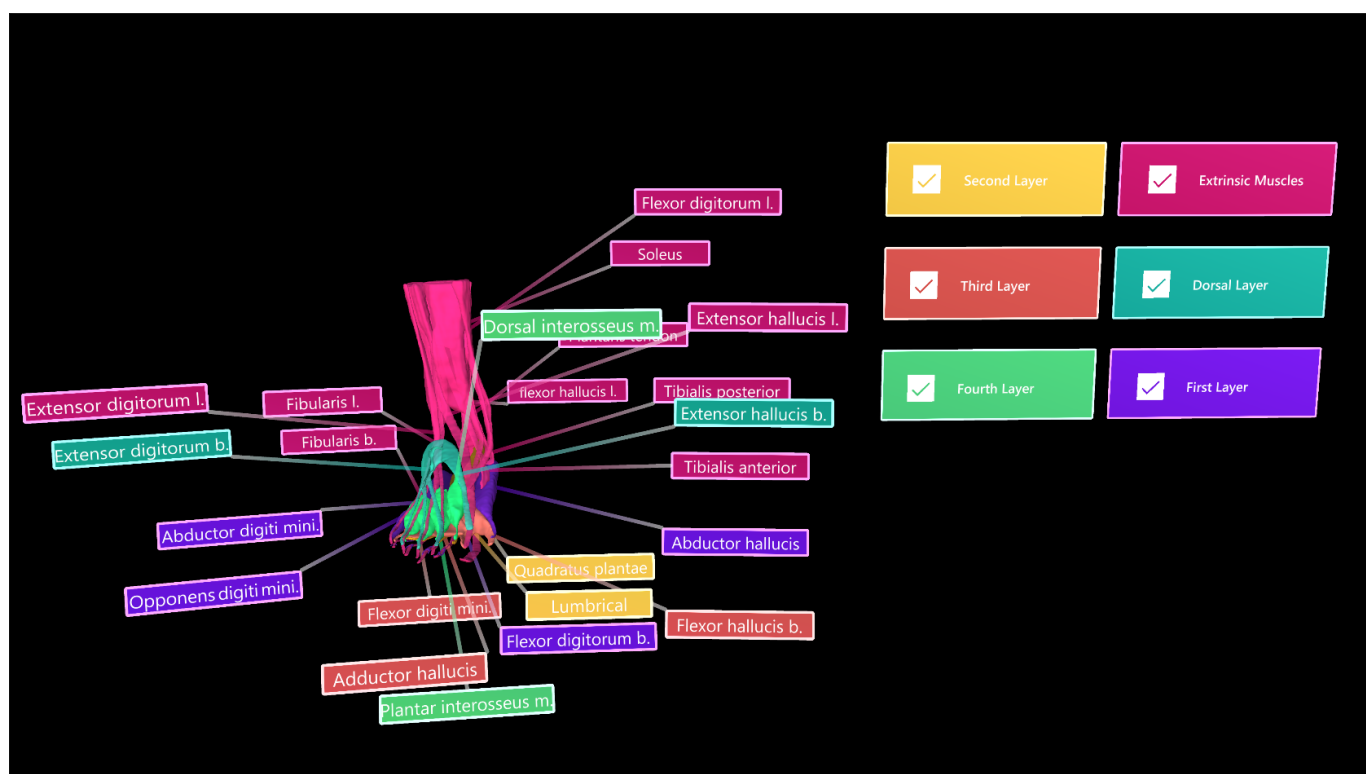 Second Layer
Extrinsic Muscles
Flexor digitorum l.
Soleus
Third Layer
Dorsal Layer
Dorsal interosseus m.
Extensor hallucis l.
Plantaris tendon
Fourth Layer
First Layer
Extensor digitorum l.
Fibularis l.
flexor hallucis l.
Tibialis posterior
Extensor hallucis b.
Extensor digitorum b.
Fibularis b.
Tibialis anterior
Abductor digiti mini.
Abductor hallucis
Quadratus plantae
Opponens digiti mini.
Flexor digiti mini.
Lumbrical
Flexor hallucis b.
Flexor digitorum b.
Adductor hallucis
Plantar interosseus m.